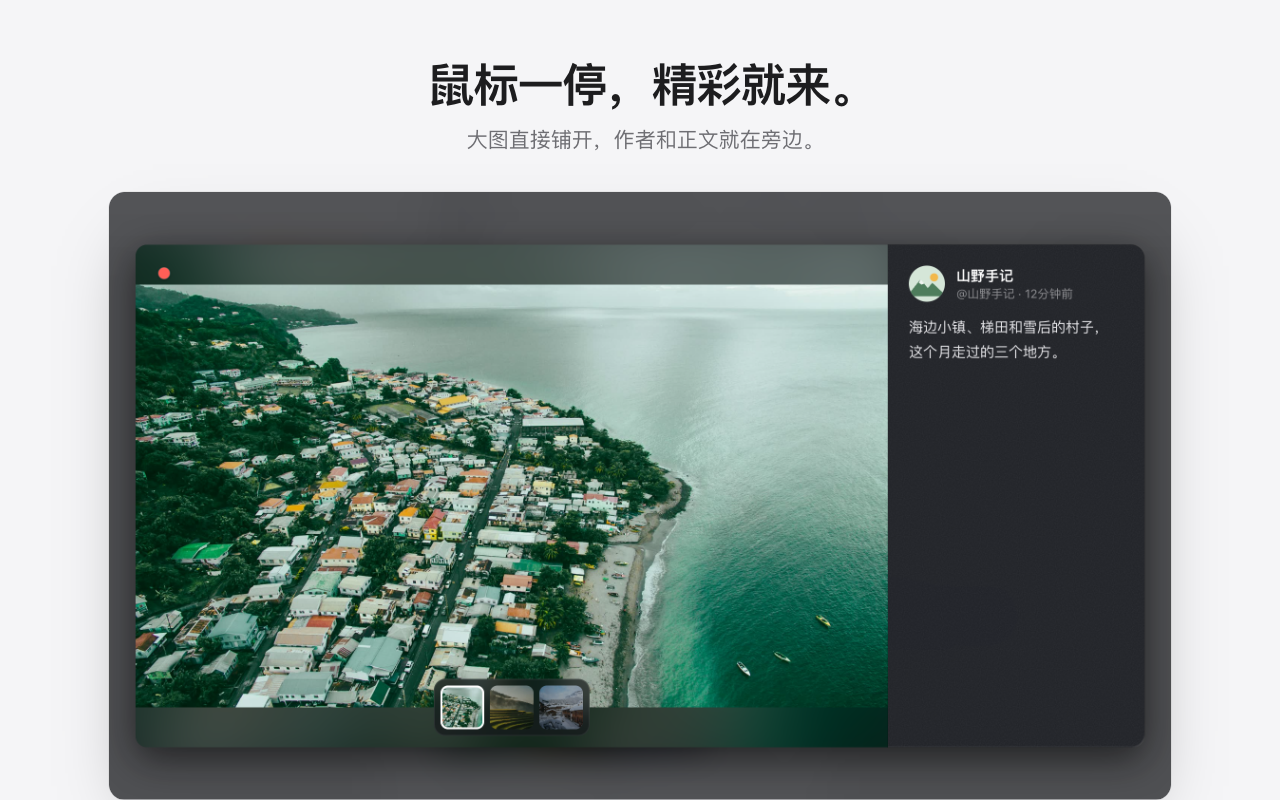 鼠标一停，精彩就来。
大图直接铺开，作者和正文就在旁边。
山野手记
@山野手记 · 12分钟前
海边小镇、梯田和雪后的村子，
这个月走过的三个地方。